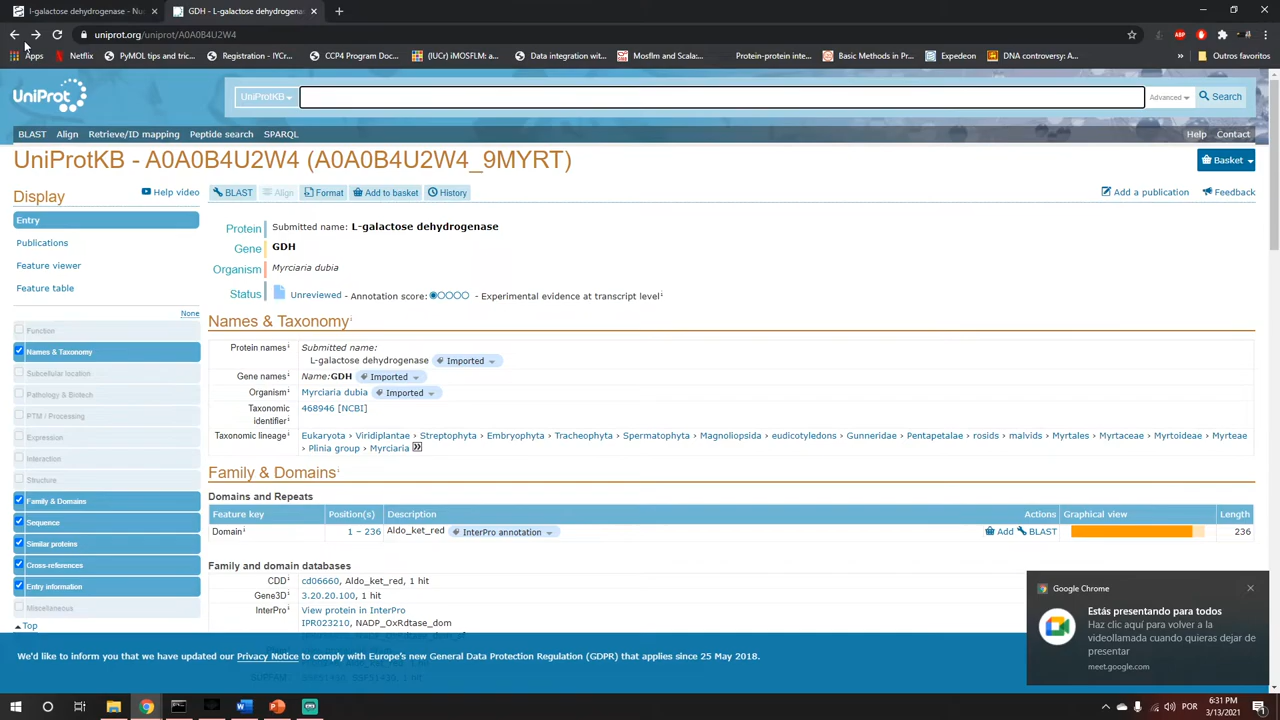 l-galactose dehydrogenase - Nu
GDH - L-galactose dehydrogenas
uniprot.org/uniprot/A0A0B4U2W4
Apps
Netflix
PyMOL tips and tric...
Registration
CCP4 Program Doc...
(IUCr) iMOSFLM: th...
Data integration wi...
Mosflm and Scala:...
Protein-protein inte...
Basic Methods in Pr...
Expedeon
DNA controversy: A...
»
Outros favoritos
UniProt
UniProtKB
Advanced
Search
BLAST Align Retrieve/ID mapping Peptide search SPARQL
Help Contact
UniProtKB - A0A0B4U2W4 (A0A0B4U2W4_9MYRT)
Basket
Display
Help video
BLAST Align Format Add to basket History
Add a publication Feedback
Entry
Publications
Feature viewer
Feature table
None
Function
Names & Taxonomy
Subcellular location
Pathology & Biotech
PTM / Processing
Expression
Interaction
Structure
Family & Domains
Sequence
Similar proteins
Cross-references
Entry information
Miscellaneous
Top
Protein Submitted name: L-galactose dehydrogenase
Gene GDH
Organism Myrciaria dubia
Status Unreviewed - Annotation score: - Experimental evidence at transcript level i
Names & Taxonomy i
Protein names i Submitted name:
L-galactose dehydrogenase Imported
Gene names i Name:GDH Imported
Organism i Myrciaria dubia Imported
Taxonomic identifier i 468946 [NCBI]
Taxonomic lineage i Eukaryota › Viridiplantae › Streptophyta › Embryophyta › Tracheophyta › Spermatophyta › Magnoliopsida › eudicotyledons › Gunneridae › Pentapetalae › rosids › malvids › Myrtales › Myrtaceae › Myrtoideae › Myrteae
› Plinia group › Myrciaria
Family & Domains i
Domains and Repeats
Feature key Position(s) Description Actions Graphical view Length
Domain i 1 – 236 Aldo_ket_red InterPro annotation Add BLAST 236
Family and domain databases
CDD i cd06660, Aldo_ket_red, 1 hit
Gene3D i 3.20.20.100, 1 hit
InterPro i View protein in InterPro
IPR023210, NADP_OxRdtase_dom
We'd like to inform you that we have updated our Privacy Notice to comply with Europe's new General Data Protection Regulation (GDPR) that applies since 25 May 2018.
Google Chrome
Estás presentando para todos
Haz clic aquí para volver a la
videollamada cuando quieras dejar de
presentar
meet.google.com
POR
6:31 PM
3/13/2021